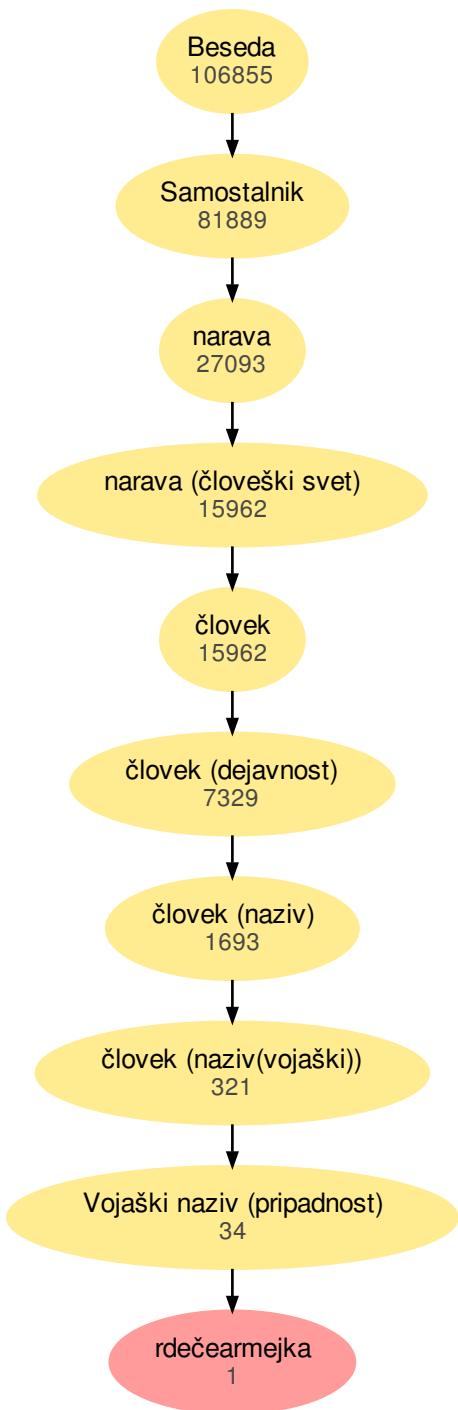 Beseda
106855
Samostalnik
81889
narava
27093
narava (človeški svet)
15962
človek
15962
človek (dejavnost)
7329
človek (naziv)
1693
človek (naziv(vojaški))
321
Vojaški naziv (pripadnost)
34
rdečearmejka
1